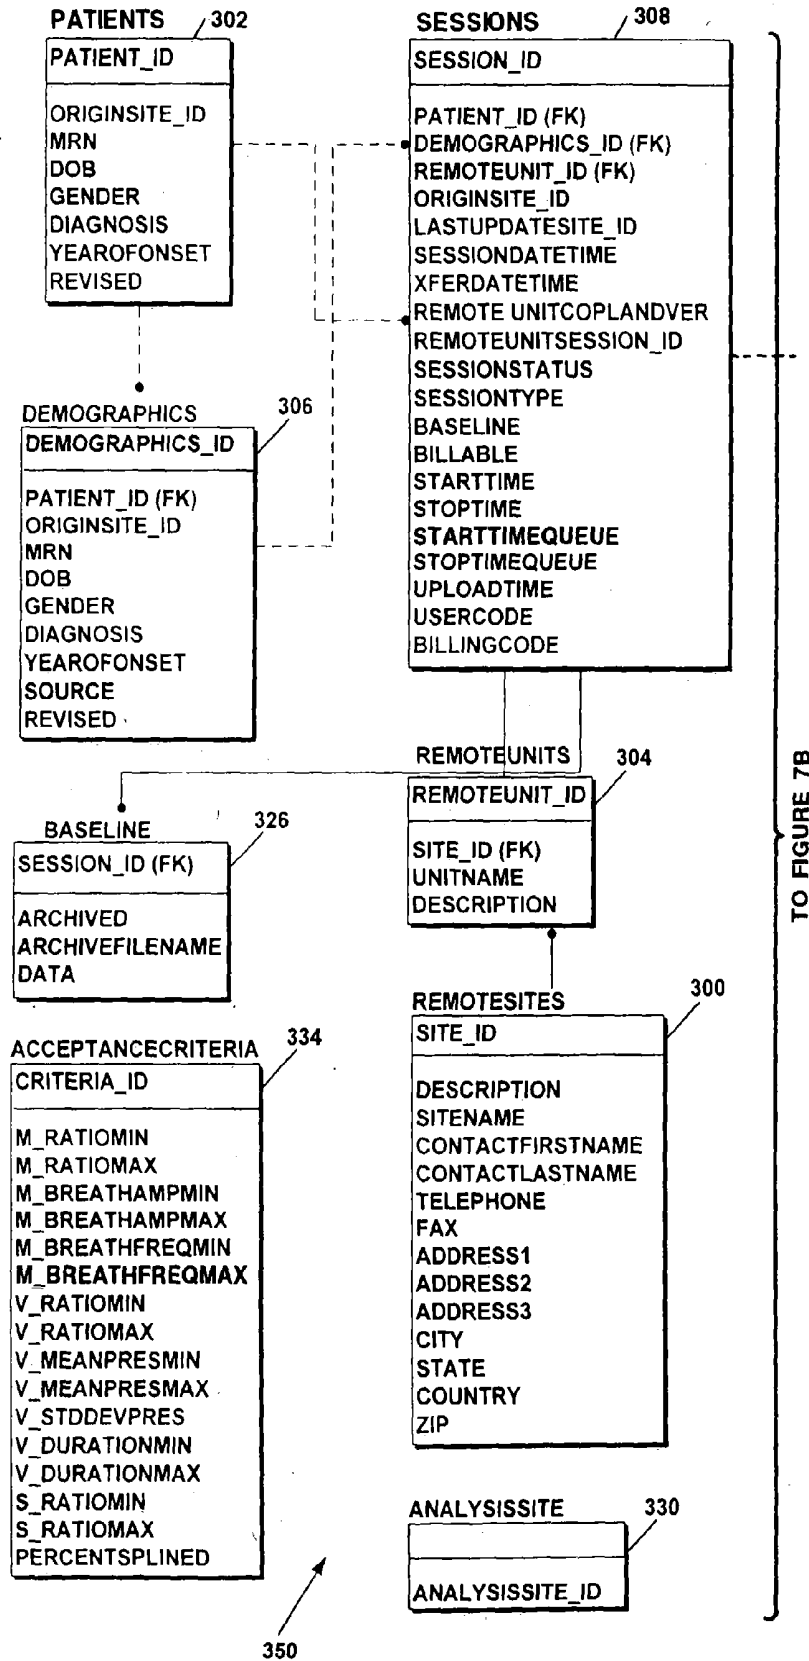 PATIENTS
302
PATIENT_ID
ORIGINSITE_ID
MRN
DOB
GENDER
DIAGNOSIS
YEAROFONSET
REVISED
SESSIONS
308
SESSION_ID
PATIENT_ID (FK)
DEMOGRAPHICS_ID (FK)
REMOTEUNIT_ID (FK)
ORIGINSITE_ID
LASTUPDATESITE_ID
SESSIONDATETIME
XFERDATETIME
REMOTE UNITCOPLANDVER
REMOTEUNITSESSION_ID
SESSIONSTATUS
SESSIONTYPE
BASELINE
BILLABLE
STARTTIME
STOPTIME
STARTTIMEQUEUE
STOPTIMEQUEUE
UPLOADTIME
USERCODE
BILLINGCODE
DEMOGRAPHICS
306
DEMOGRAPHICS_ID
PATIENT_ID (FK)
ORIGINSITE_ID
MRN
DOB
GENDER
DIAGNOSIS
YEAROFONSET
SOURCE
REVISED
REMOTEUNITS
304
REMOTEUNIT_ID
SITE_ID (FK)
UNITNAME
DESCRIPTION
BASELINE
326
SESSION_ID (FK)
ARCHIVED
ARCHIVEFILENAME
DATA
REMOTESITES
300
SITE_ID
DESCRIPTION
SITENAME
CONTACTFIRSTNAME
CONTACTLASTNAME
TELEPHONE
FAX
ADDRESS1
ADDRESS2
ADDRESS3
CITY
STATE
COUNTRY
ZIP
ACCEPTANCECRITERIA
334
CRITERIA_ID
M_RATIOMIN
M_RATIOMAX
M_BREATHAMPMIN
M_BREATHAMPMAX
M_BREATHFREQMIN
M_BREATHFREQMAX
V_RATIOMIN
V_RATIOMAX
V_MEANPRESMIN
V_MEANPRESMAX
V_STDDEVPRES
V_DURATIONMIN
V_DURATIONMAX
S_RATIOMIN
S_RATIOMAX
PERCENTSPLINED
ANALYSISSITE
330
ANALYSISSITE_ID
350
TO FIGURE 7B